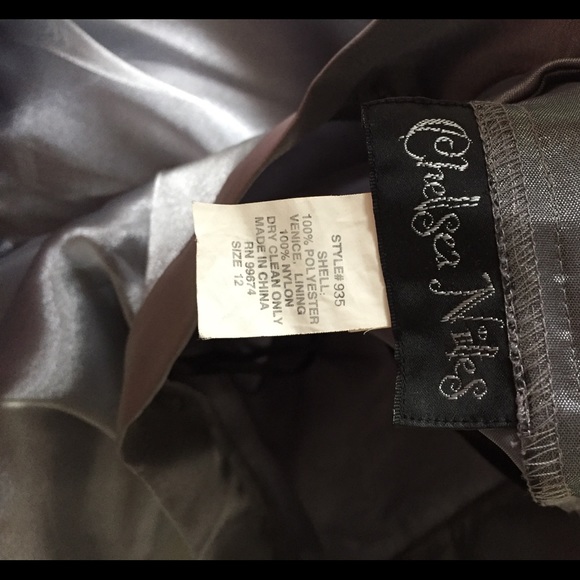 Chelsea Nites
STYLE# 935
SHELL:
100% POLYESTER
VENICE. LINING
100% NYLON
DRY CLEAN ONLY
MADE IN CHINA
RN 99674
SIZE 12